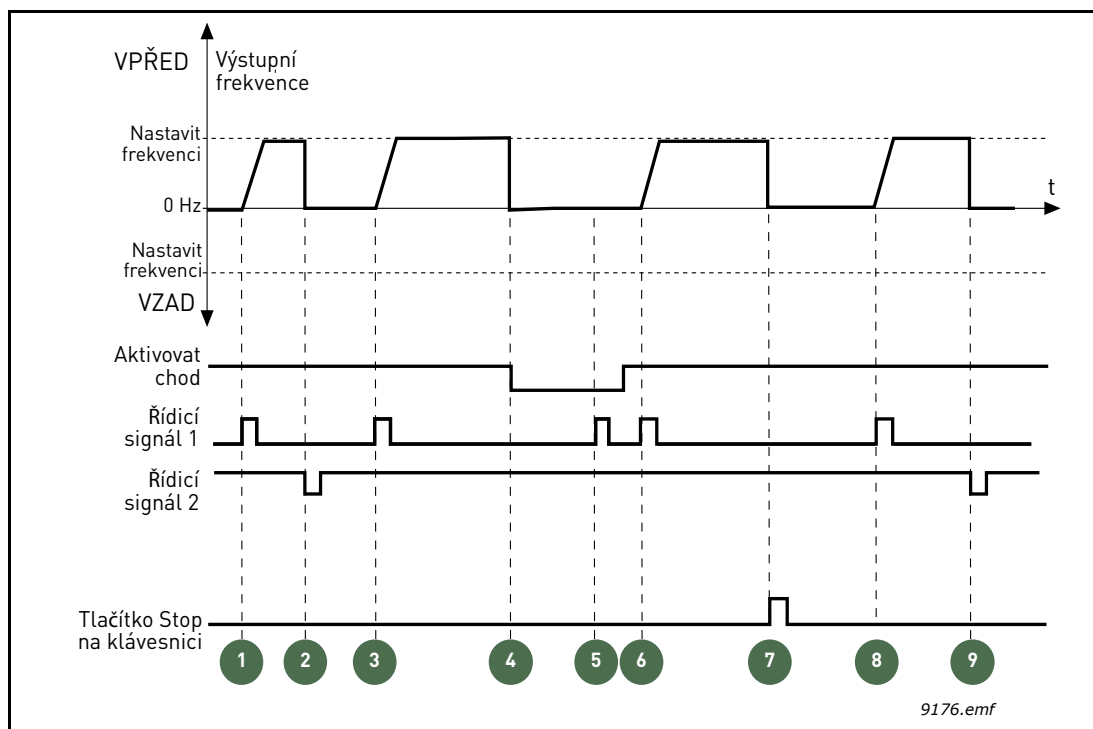 VPŘED
Výstupní
frekvence
Nastavit
frekvenci
t
0 Hz
Nastavit
frekvenci
VZAD
Aktivovat
chod
Řídicí
signál 1
Řídicí
signál 2
Tlačítko Stop
na klávesnici
1 2 3 4 5 6 7 8 9
9176.emf